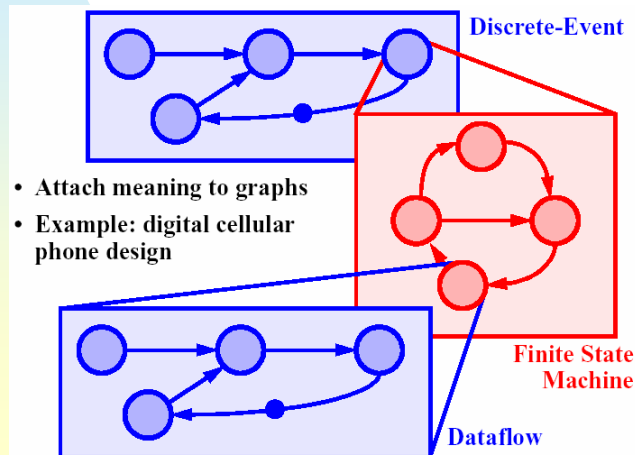 Discrete-Event
• Attach meaning to graphs
• Example: digital cellular
phone design
Finite State
Machine
Dataflow